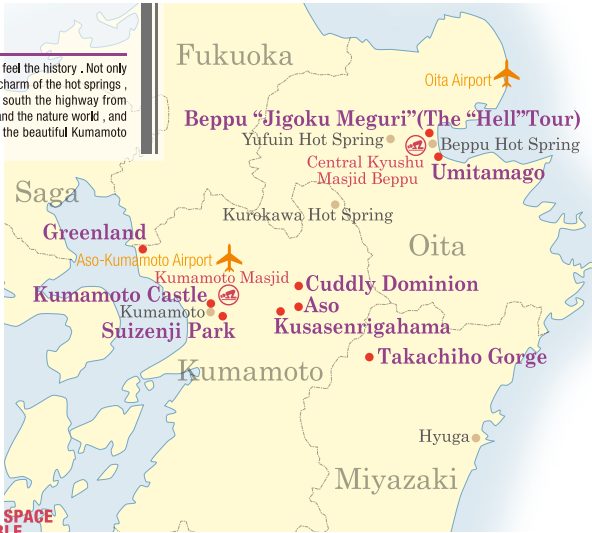 feel the history . Not only
charm of the hot springs ,
south the highway from
and the nature world , and
the beautiful Kumamoto
Fukuoka
Oita Airport
Beppu “Jigoku Meguri”(The “Hell”Tour)
Yufuin Hot Spring
Beppu Hot Spring
Central Kyushu
Masjid Beppu
Umitamago
Saga
Kurokawa Hot Spring
Greenland
Oita
Aso-Kumamoto Airport
Kumamoto Masjid
Cuddly Dominion
Kumamoto Castle
Aso
Kumamoto
Kusasenrigahama
Suizenji Park
Takachiho Gorge
Kumamoto
Hyuga
Miyazaki
SPACE